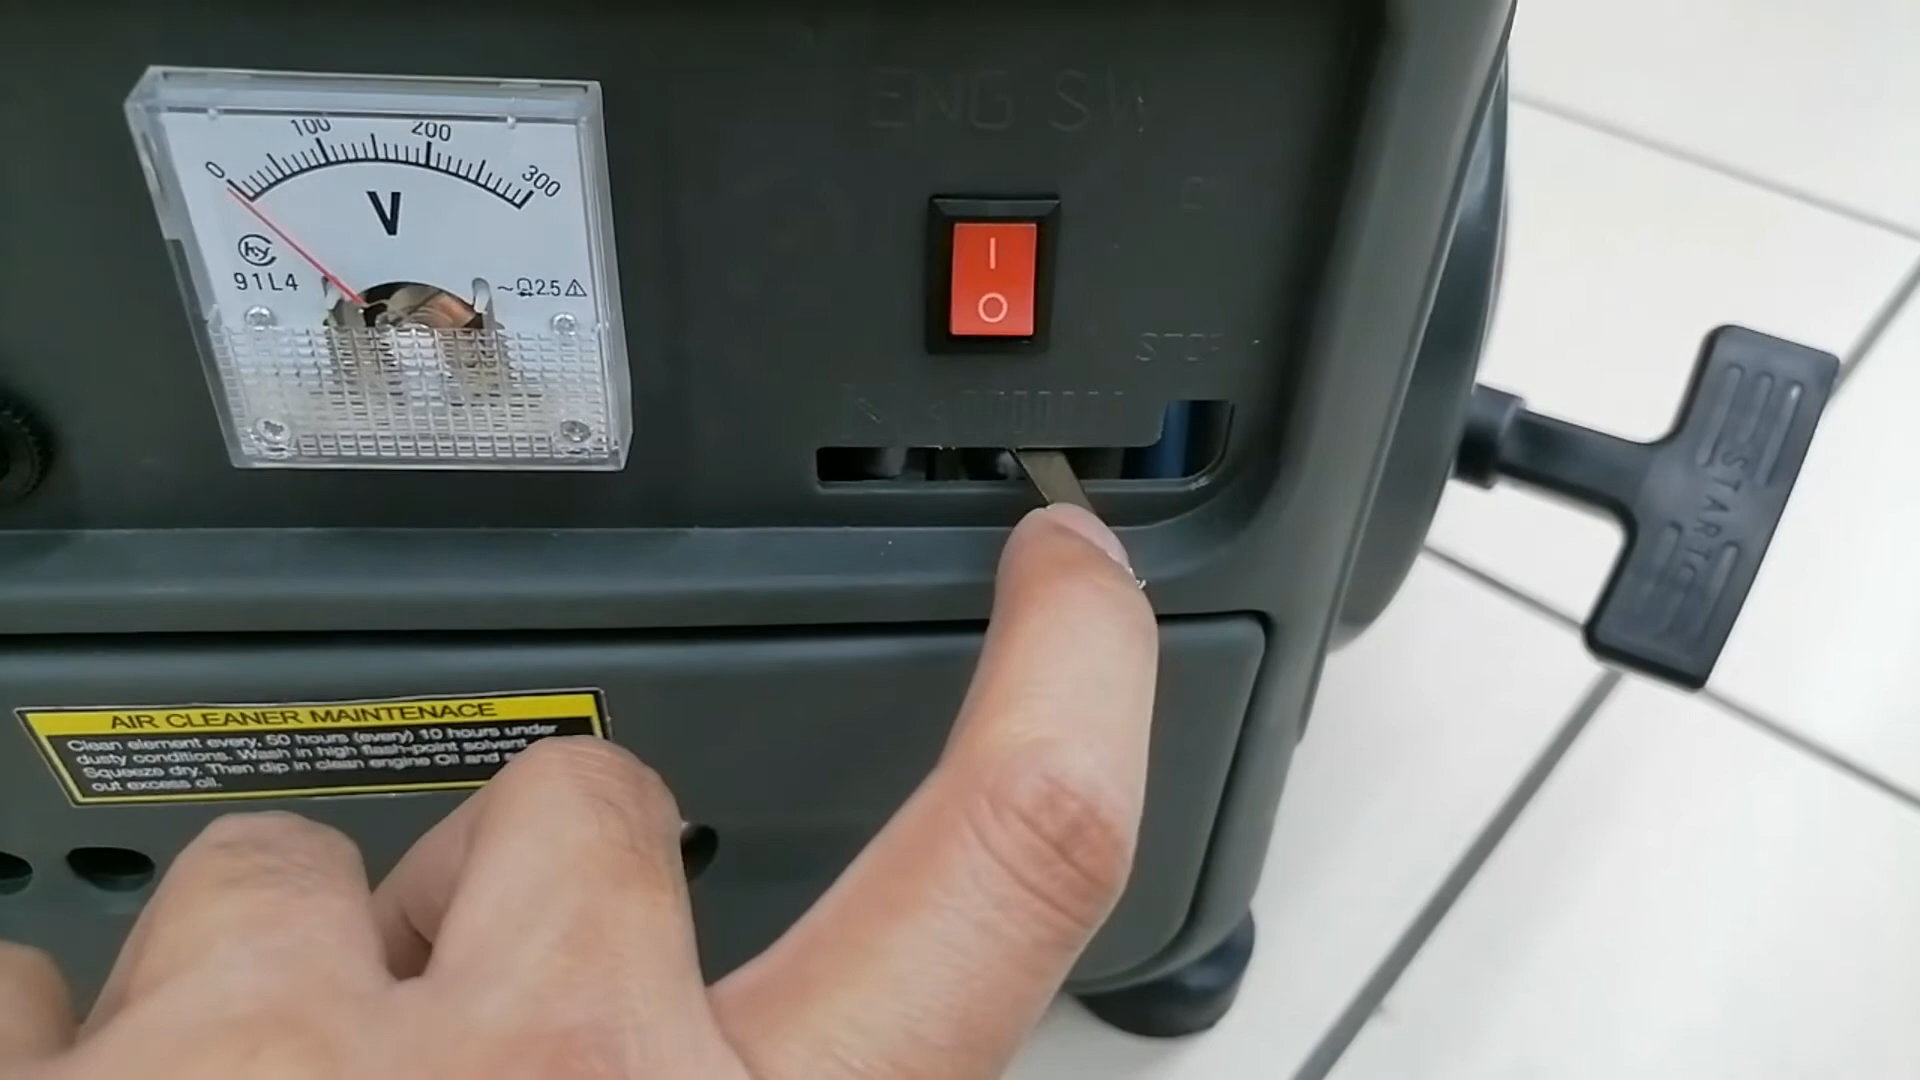 0 100 200 300
V
hy
91L4
~ 2.5
ENG SW
I
O
STOP
START
AIR CLEANER MAINTENACE
Clean element every, 50 hours (every) 10 hours under
dusty conditions. Wash in high flash-point solvent
Squeeze dry. Then dip in clean engine Oil and
out excess oil.